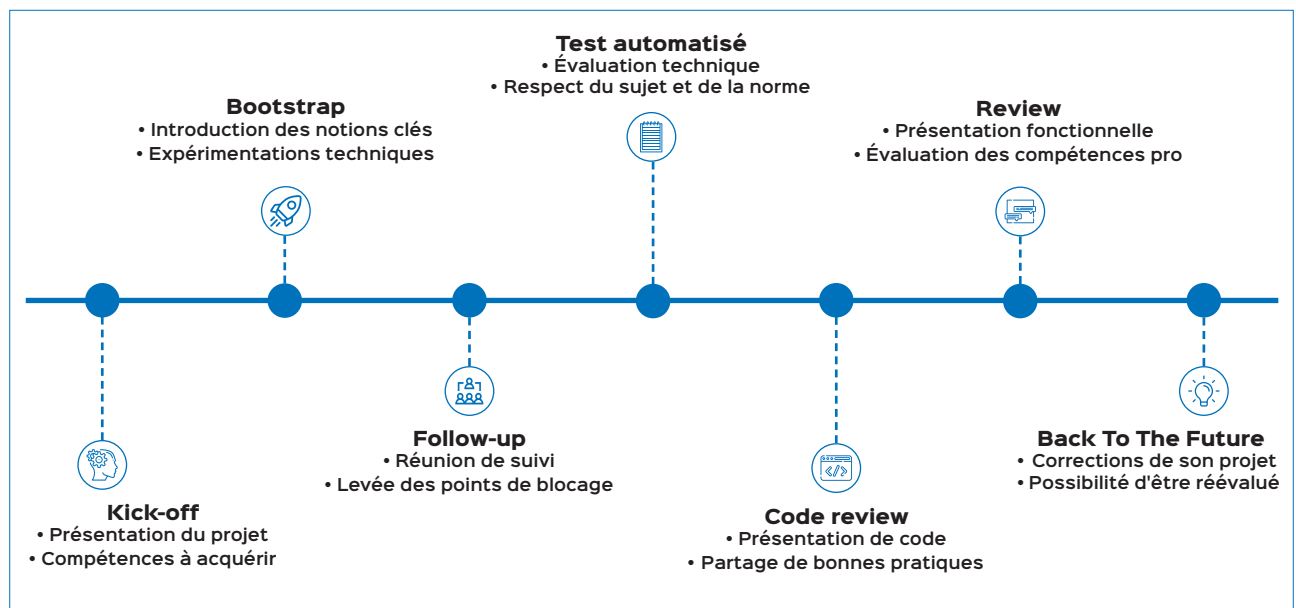 Kick-off
• Présentation du projet
• Compétences à acquérir
Bootstrap
• Introduction des notions clés
• Expérimentations techniques
Follow-up
• Réunion de suivi
• Levée des points de blocage
Test automatisé
• Évaluation technique
• Respect du sujet et de la norme
Code review
• Présentation de code
• Partage de bonnes pratiques
Review
• Présentation fonctionnelle
• Évaluation des compétences pro
Back To The Future
• Corrections de son projet
• Possibilité d'être réévalué